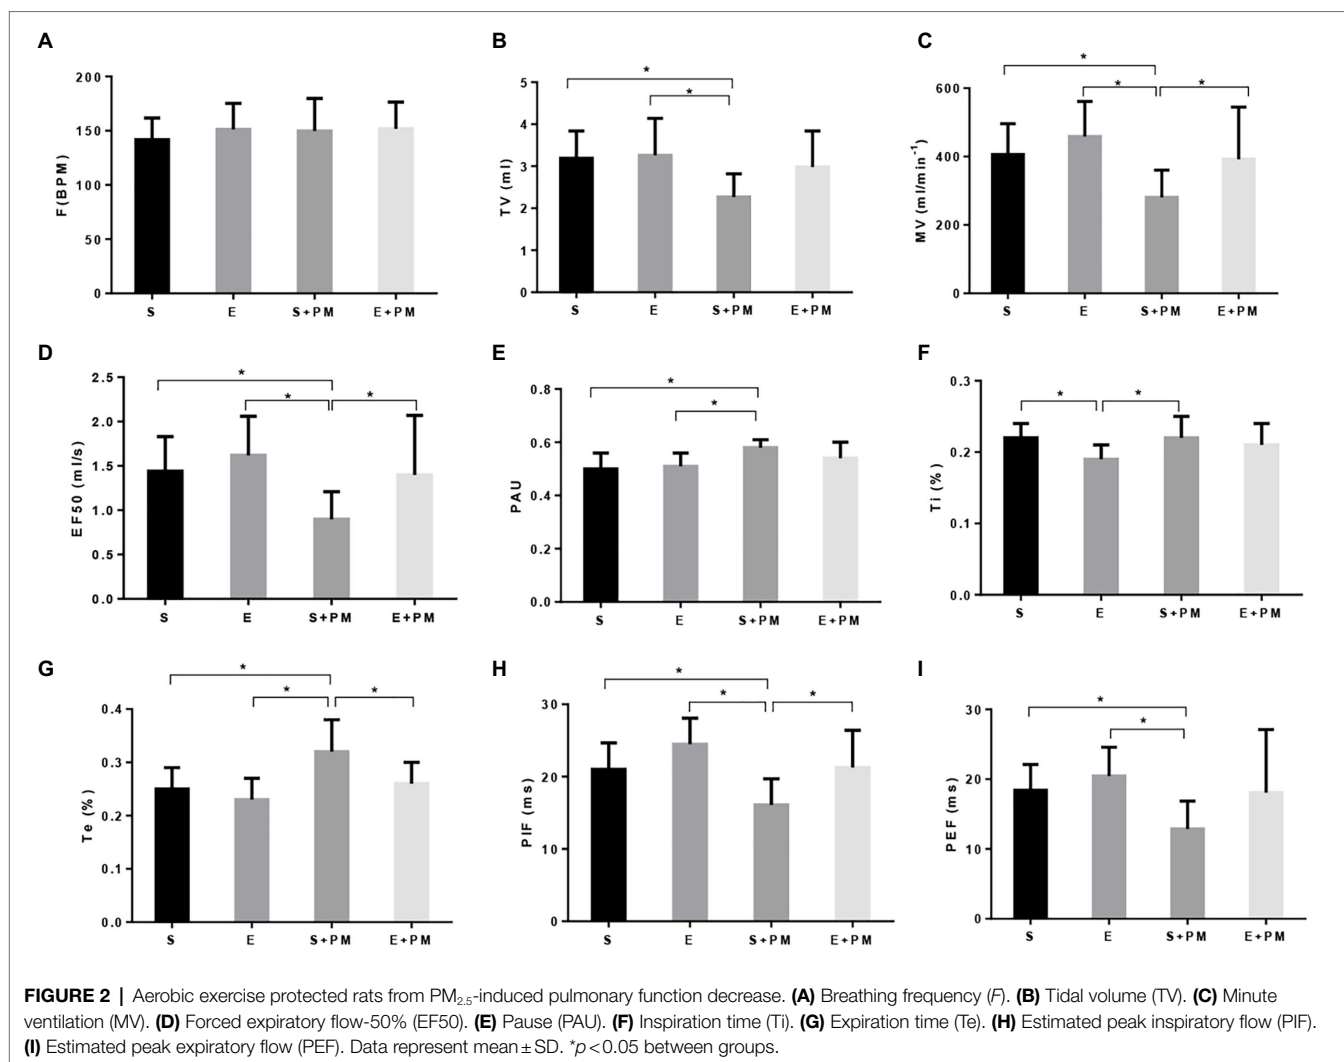 A
F(BPM)
200
150
100
50
0
S E S+PM E+PM
B
TV (ml)
5
4
3
2
1
0
* *
S E S+PM E+PM
C
MV (ml/min⁻¹)
600
400
200
0
* * *
S E S+PM E+PM
D
EF50 (ml/s)
2.5
2.0
1.5
1.0
0.5
0.0
* * *
S E S+PM E+PM
E
PAU
0.8
0.6
0.4
0.2
0.0
* *
S E S+PM E+PM
F
Ti (%)
0.3
0.2
0.1
0.0
* *
S E S+PM E+PM
G
Te (%)
0.4
0.3
0.2
0.1
0.0
* * *
S E S+PM E+PM
H
PIF (ms)
30
20
10
0
* * *
S E S+PM E+PM
I
PEF (ms)
30
20
10
0
* *
S E S+PM E+PM
FIGURE 2 | Aerobic exercise protected rats from PM₂.₅-induced pulmonary function decrease. (A) Breathing frequency (F). (B) Tidal volume (TV). (C) Minute
ventilation (MV). (D) Forced expiratory flow-50% (EF50). (E) Pause (PAU). (F) Inspiration time (Ti). (G) Expiration time (Te). (H) Estimated peak inspiratory flow (PIF).
(I) Estimated peak expiratory flow (PEF). Data represent mean±SD. *p<0.05 between groups.